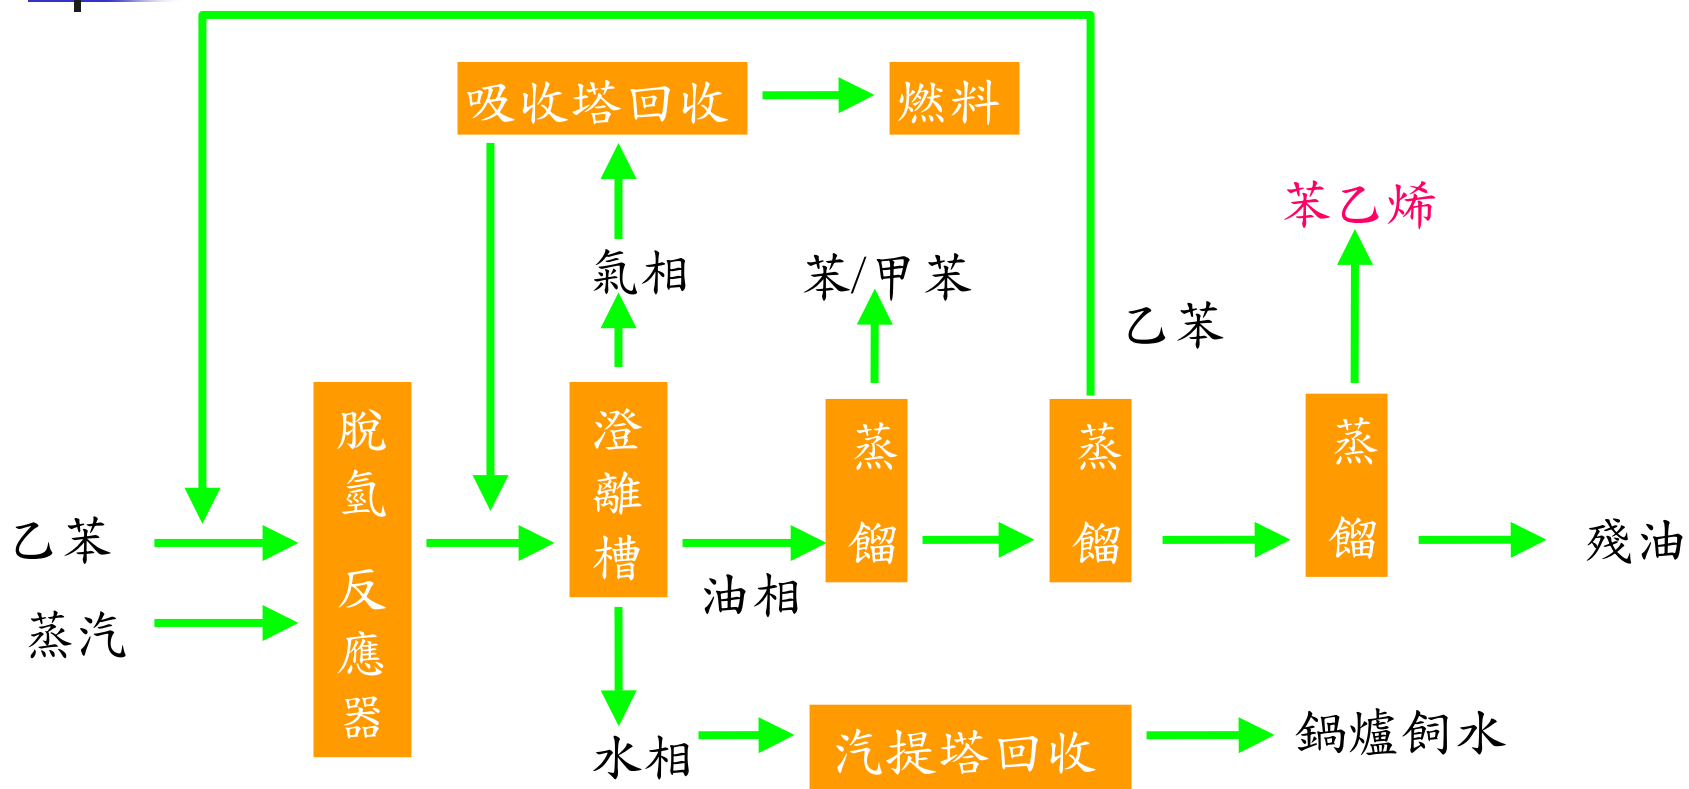 吸收塔回收
燃料
苯乙烯
氣相
苯/甲苯
乙苯
脫氫反應器
澄離槽
蒸餾
蒸餾
蒸餾
乙苯
殘油
油相
蒸汽
水相
汽提塔回收
鍋爐飼水